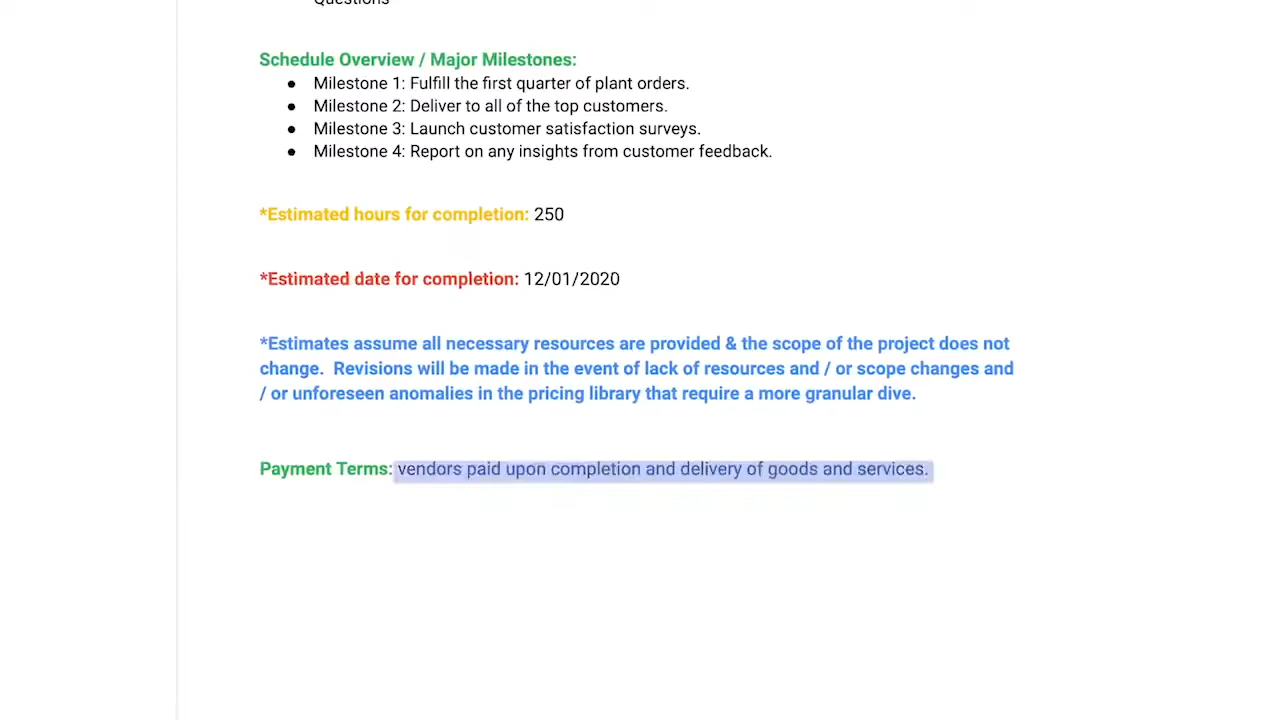 Questions
Schedule Overview / Major Milestones:
● Milestone 1: Fulfill the first quarter of plant orders.
● Milestone 2: Deliver to all of the top customers.
● Milestone 3: Launch customer satisfaction surveys.
● Milestone 4: Report on any insights from customer feedback.
*Estimated hours for completion: 250
*Estimated date for completion: 12/01/2020
*Estimates assume all necessary resources are provided & the scope of the project does not
change.  Revisions will be made in the event of lack of resources and / or scope changes and
/ or unforeseen anomalies in the pricing library that require a more granular dive.
Payment Terms: vendors paid upon completion and delivery of goods and services.